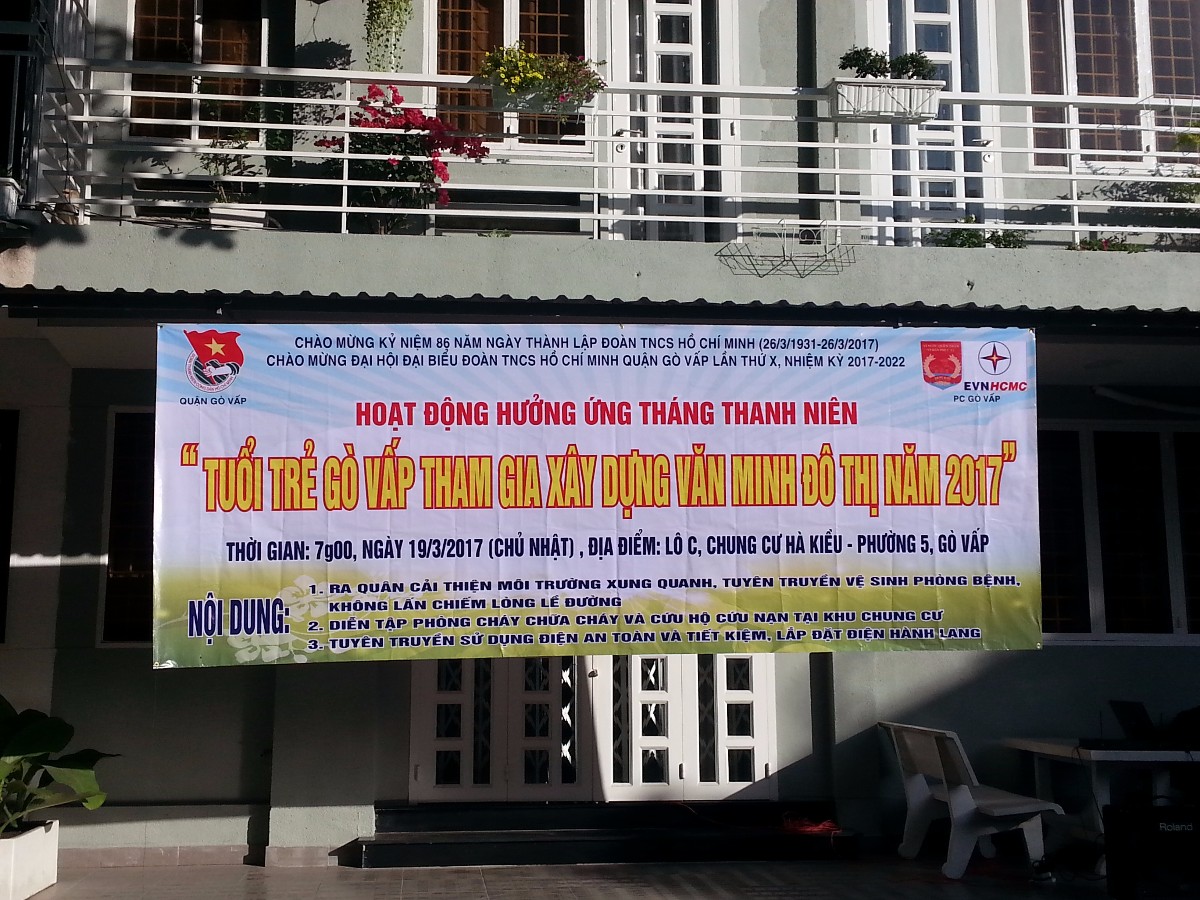 CHÀO MỪNG KỶ NIỆM 86 NĂM NGÀY THÀNH LẬP ĐOÀN TNCS HỒ CHÍ MINH (26/3/1931-26/3/2017)
CHÀO MỪNG ĐẠI HỘI ĐẠI BIỂU ĐOÀN TNCS HỒ CHÍ MINH QUẬN GÒ VẤP LẦN THỨ X, NHIỆM KỲ 2017-2022
QUẬN GÒ VẤP
EVNHCMC
PC GÒ VẤP
HOẠT ĐỘNG HƯỞNG ỨNG THÁNG THANH NIÊN
"TUỔI TRẺ GÒ VẤP THAM GIA XÂY DỰNG VĂN MINH ĐÔ THỊ NĂM 2017"
THỜI GIAN: 7g00, NGÀY 19/3/2017 (CHỦ NHẬT) , ĐỊA ĐIỂM: LÔ C, CHUNG CƯ HÀ KIỀU - PHƯỜNG 5, GÒ VẤP
NỘI DUNG:
1. RA QUÂN CẢI THIỆN MÔI TRƯỜNG XUNG QUANH, TUYÊN TRUYỀN VỆ SINH PHÒNG BỆNH,
KHÔNG LẤN CHIẾM LÒNG LỀ ĐƯỜNG
2. DIỄN TẬP PHÒNG CHÁY CHỮA CHÁY VÀ CỨU HỘ CỨU NẠN TẠI KHU CHUNG CƯ
3. TUYÊN TRUYỀN SỬ DỤNG ĐIỆN AN TOÀN VÀ TIẾT KIỆM, LẮP ĐẶT ĐIỆN HÀNH LANG
Roland